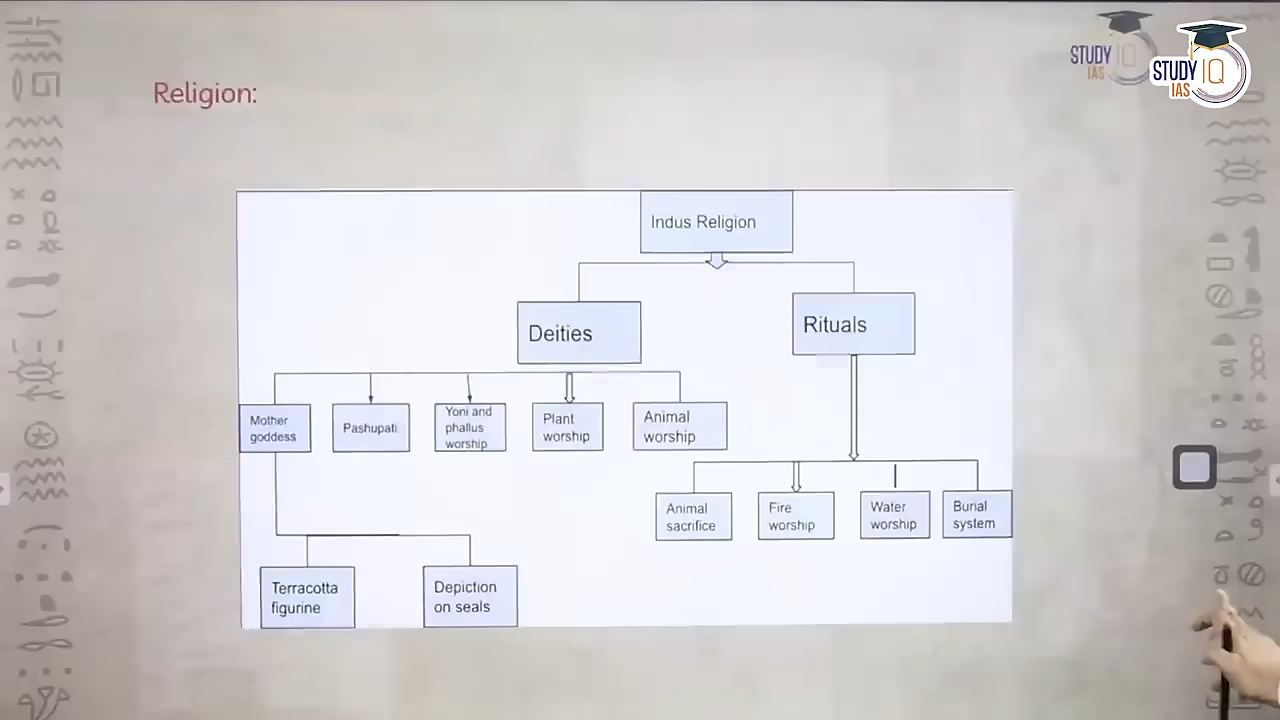 STUDY IQ
IAS
STUDY IQ
IAS
Religion:
Indus Religion
Deities
Rituals
Mother
goddess
Pashupati
Yoni and
phallus
worship
Plant
worship
Animal
worship
Animal
sacrifice
Fire
worship
Water
worship
Burial
system
Terracotta
figurine
Depiction
on seals